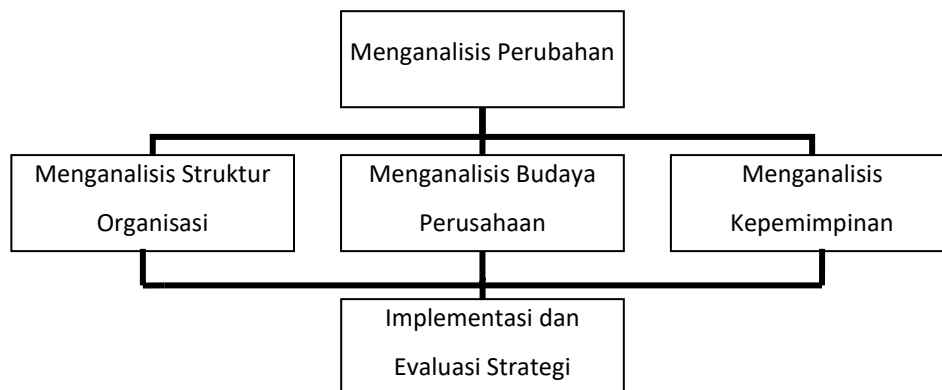 Menganalisis Perubahan
Menganalisis Struktur
Organisasi
Menganalisis Budaya
Perusahaan
Menganalisis
Kepemimpinan
Implementasi dan
Evaluasi Strategi